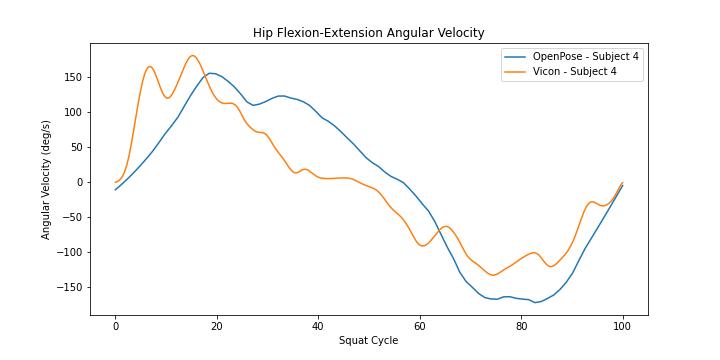 Hip Flexion-Extension Angular Velocity
OpenPose - Subject 4
Vicon - Subject 4
Angular Velocity (deg/s)
150
100
50
0
−50
−100
−150
0 20 40 60 80 100
Squat Cycle